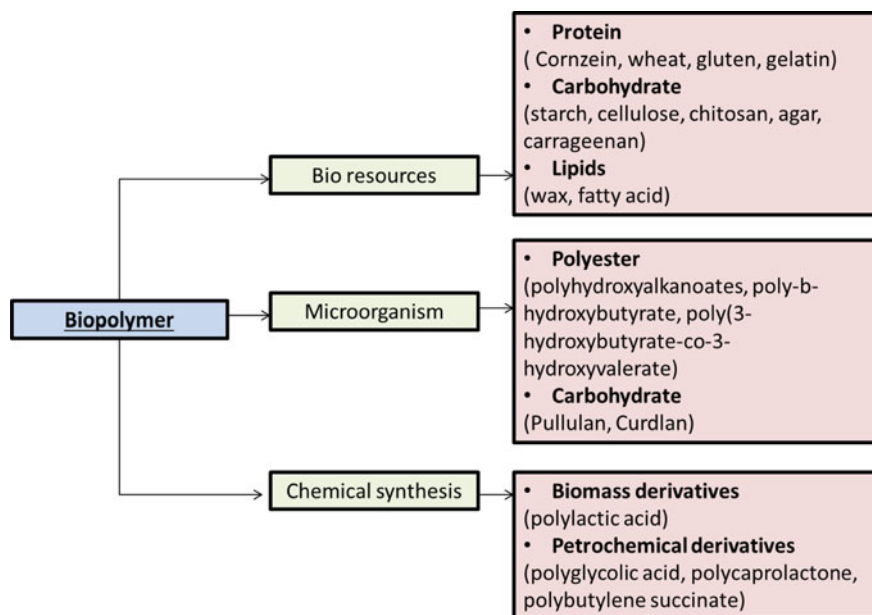 Biopolymer
Bio resources
• Protein
( Cornzein, wheat, gluten, gelatin)
• Carbohydrate
(starch, cellulose, chitosan, agar,
carrageenan)
• Lipids
(wax, fatty acid)
Microorganism
• Polyester
(polyhydroxyalkanoates, poly-b-
hydroxybutyrate, poly(3-
hydroxybutyrate-co-3-
hydroxyvalerate)
• Carbohydrate
(Pullulan, Curdlan)
Chemical synthesis
• Biomass derivatives
(polylactic acid)
• Petrochemical derivatives
(polyglycolic acid, polycaprolactone,
polybutylene succinate)